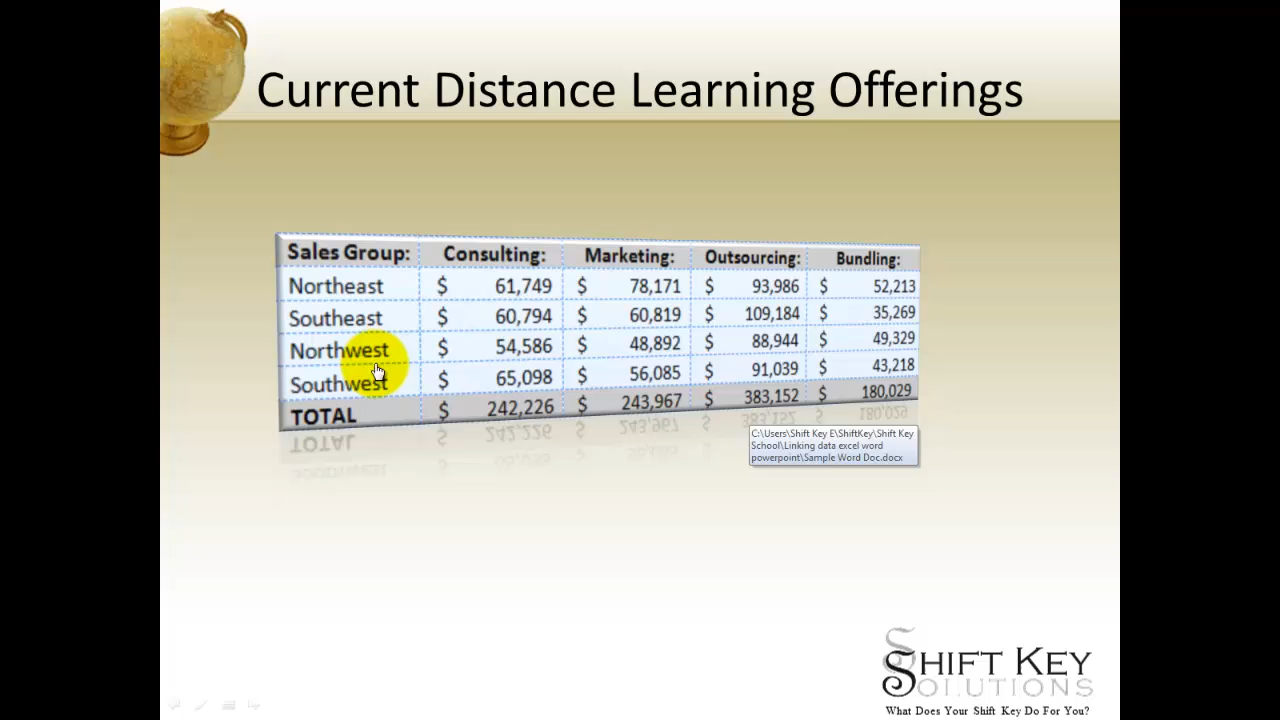 Current Distance Learning Offerings
Sales Group: Consulting: Marketing: Outsourcing: Bundling:
Northeast $ 61,749 $ 78,171 $ 93,986 $ 52,213
Southeast $ 60,794 $ 60,819 $ 109,184 $ 35,269
Northwest $ 54,586 $ 48,892 $ 88,944 $ 49,329
Southwest $ 65,098 $ 56,085 $ 91,039 $ 43,218
TOTAL $ 242,226 $ 243,967 $ 383,152 $ 180,029
C:\Users\Shift Key E\ShiftKey\Shift Key
School\Linking data excel word
powerpoint\Sample Word Doc.docx
SHIFT KEY
SOLUTIONS
What Does Your Shift Key Do For You?